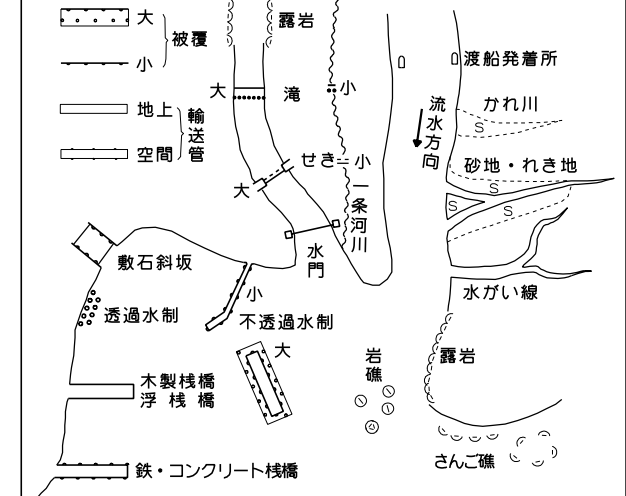 大
被覆
小
地上
輸送管
空間
露岩
大
滝
小
せき
小
大
一条河川
水門
渡船発着所
流水方向
かれ川
S
砂地・れき地
S
S
S
水がい線
敷石斜坂
透過水制
小
不透過水制
大
木製桟橋
浮桟橋
鉄・コンクリート桟橋
岩礁
露岩
さんご礁